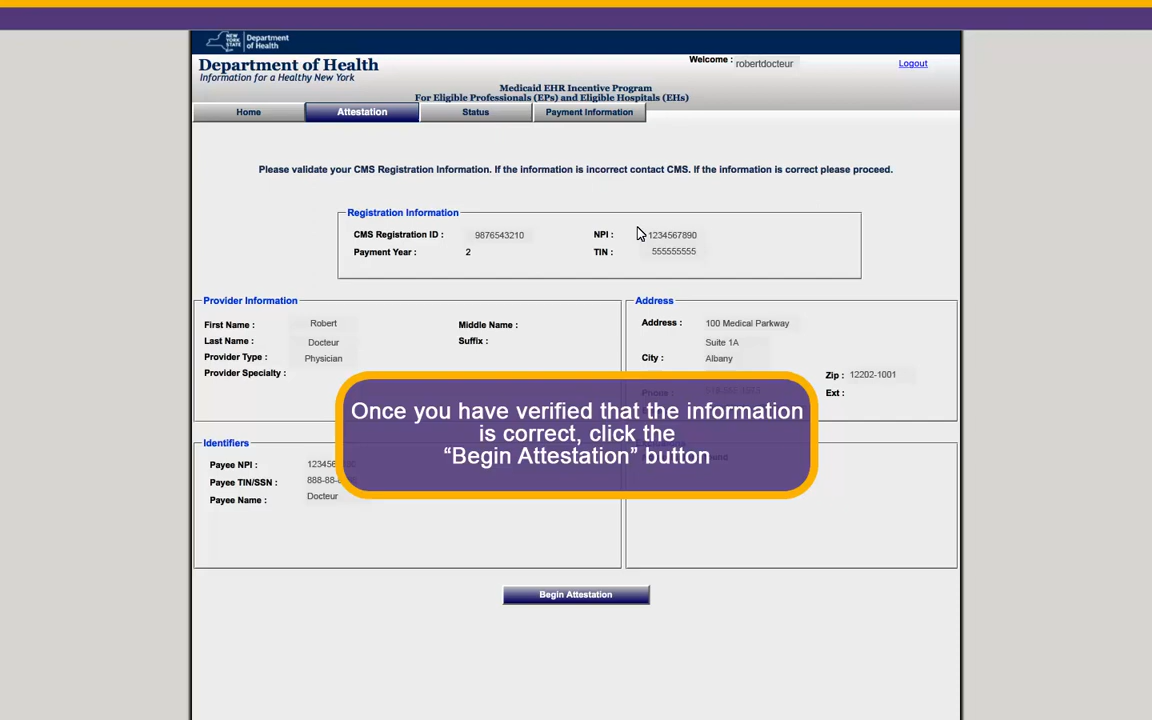 NEW YORK STATE Department of Health
Department of Health
Information for a Healthy New York
Welcome : robertdocteur
Logout
Medicaid EHR Incentive Program
For Eligible Professionals (EPs) and Eligible Hospitals (EHs)
Home Attestation Status Payment Information
Please validate your CMS Registration Information. If the information is incorrect contact CMS. If the information is correct please proceed.
Registration Information
CMS Registration ID : 9876543210 NPI : 1234567890
Payment Year : 2 TIN : 555555555
Provider Information
First Name : Robert Middle Name :
Last Name : Docteur Suffix :
Provider Type : Physician
Provider Specialty :
Address
Address : 100 Medical Parkway
Suite 1A
City : Albany
Zip : 12202-1001
Phone : Ext :
Once you have verified that the information
is correct, click the
“Begin Attestation” button
Identifiers
Payee NPI :
Payee TIN/SSN :
Payee Name : Docteur
Begin Attestation